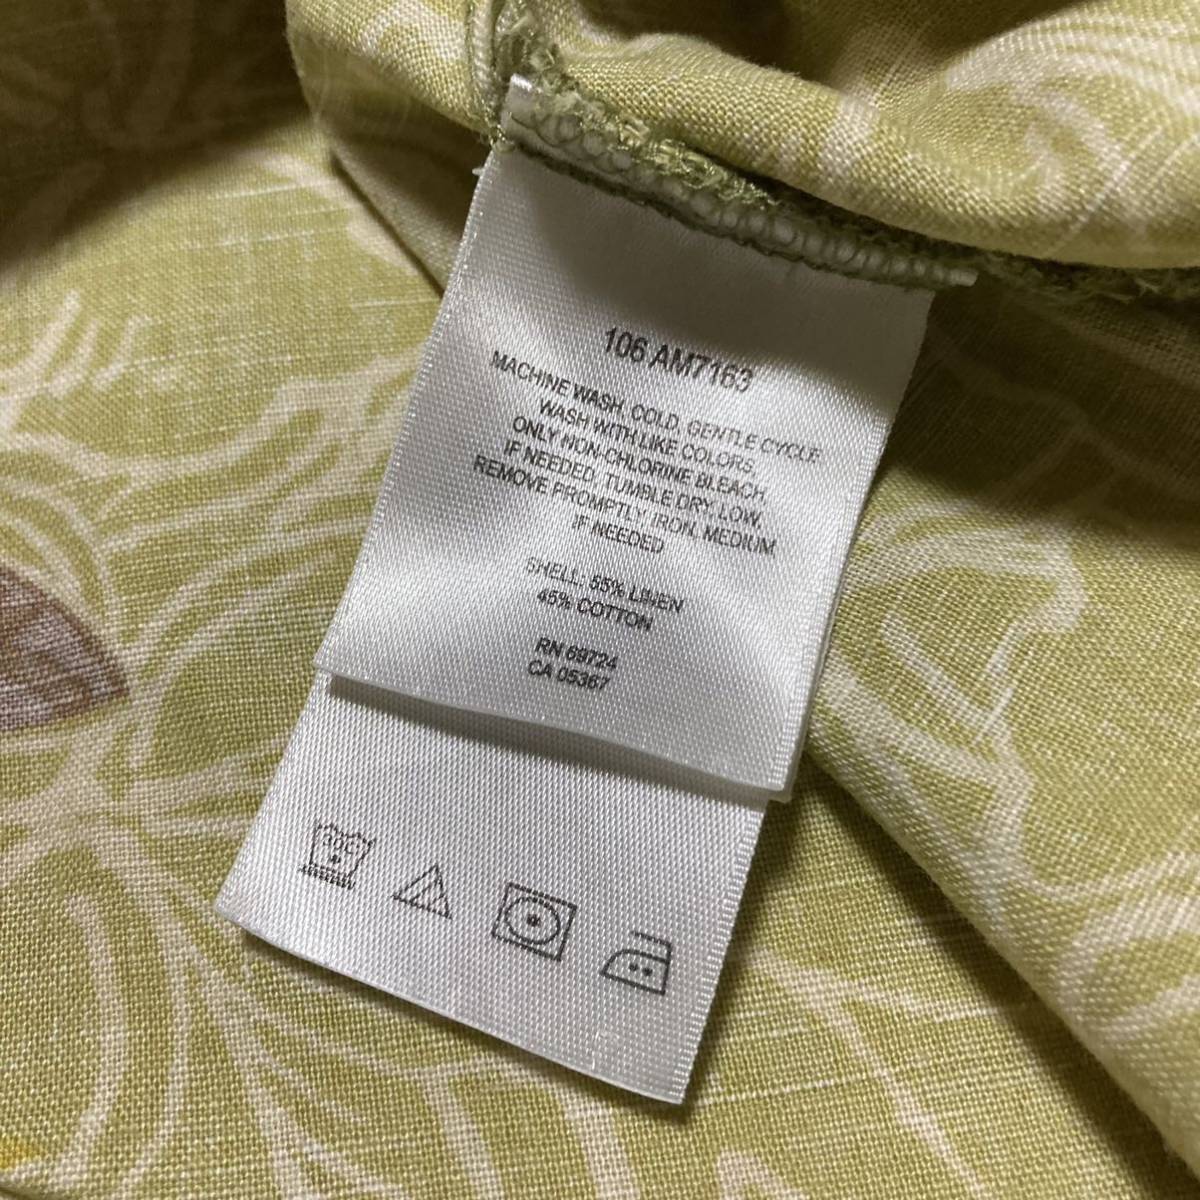 106 AM7163
MACHINE WASH, COLD, GENTLE CYCLE
WASH WITH LIKE COLORS,
ONLY NON-CHLORINE BLEACH,
IF NEEDED, TUMBLE DRY LOW,
REMOVE PROMPTLY, IRON, MEDIUM
IF NEEDED
SHELL: 55% LINEN
45% COTTON
RN 69724
CA 05367